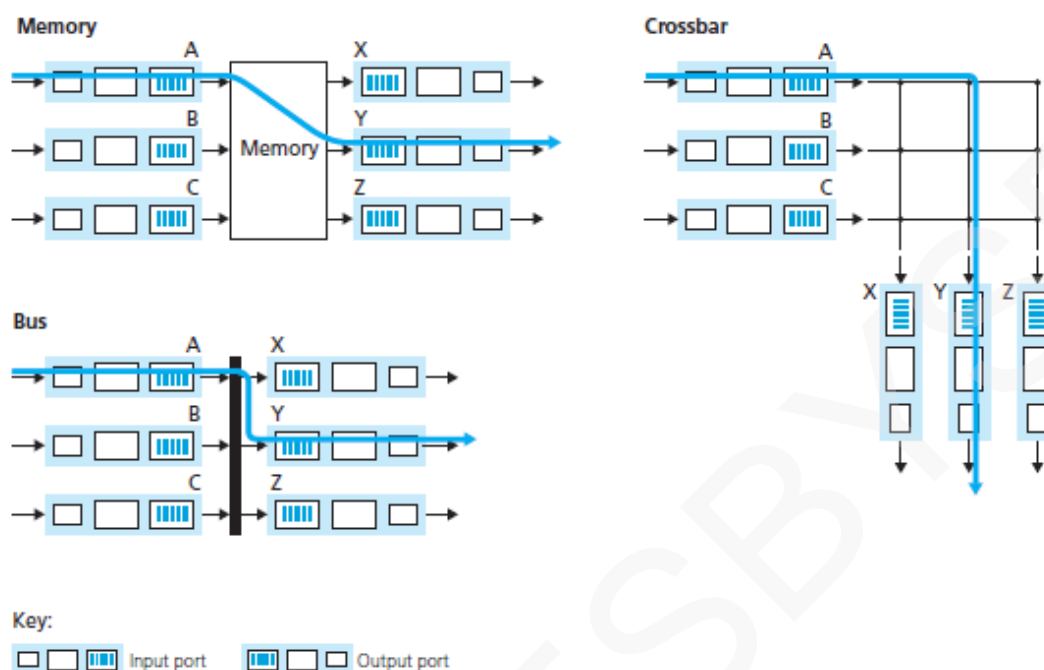 Memory
A
X
B
Y
Memory
C
Z
Crossbar
A
B
C
X
Y
Z
Bus
A
X
B
Y
C
Z
Key:
Input port
Output port